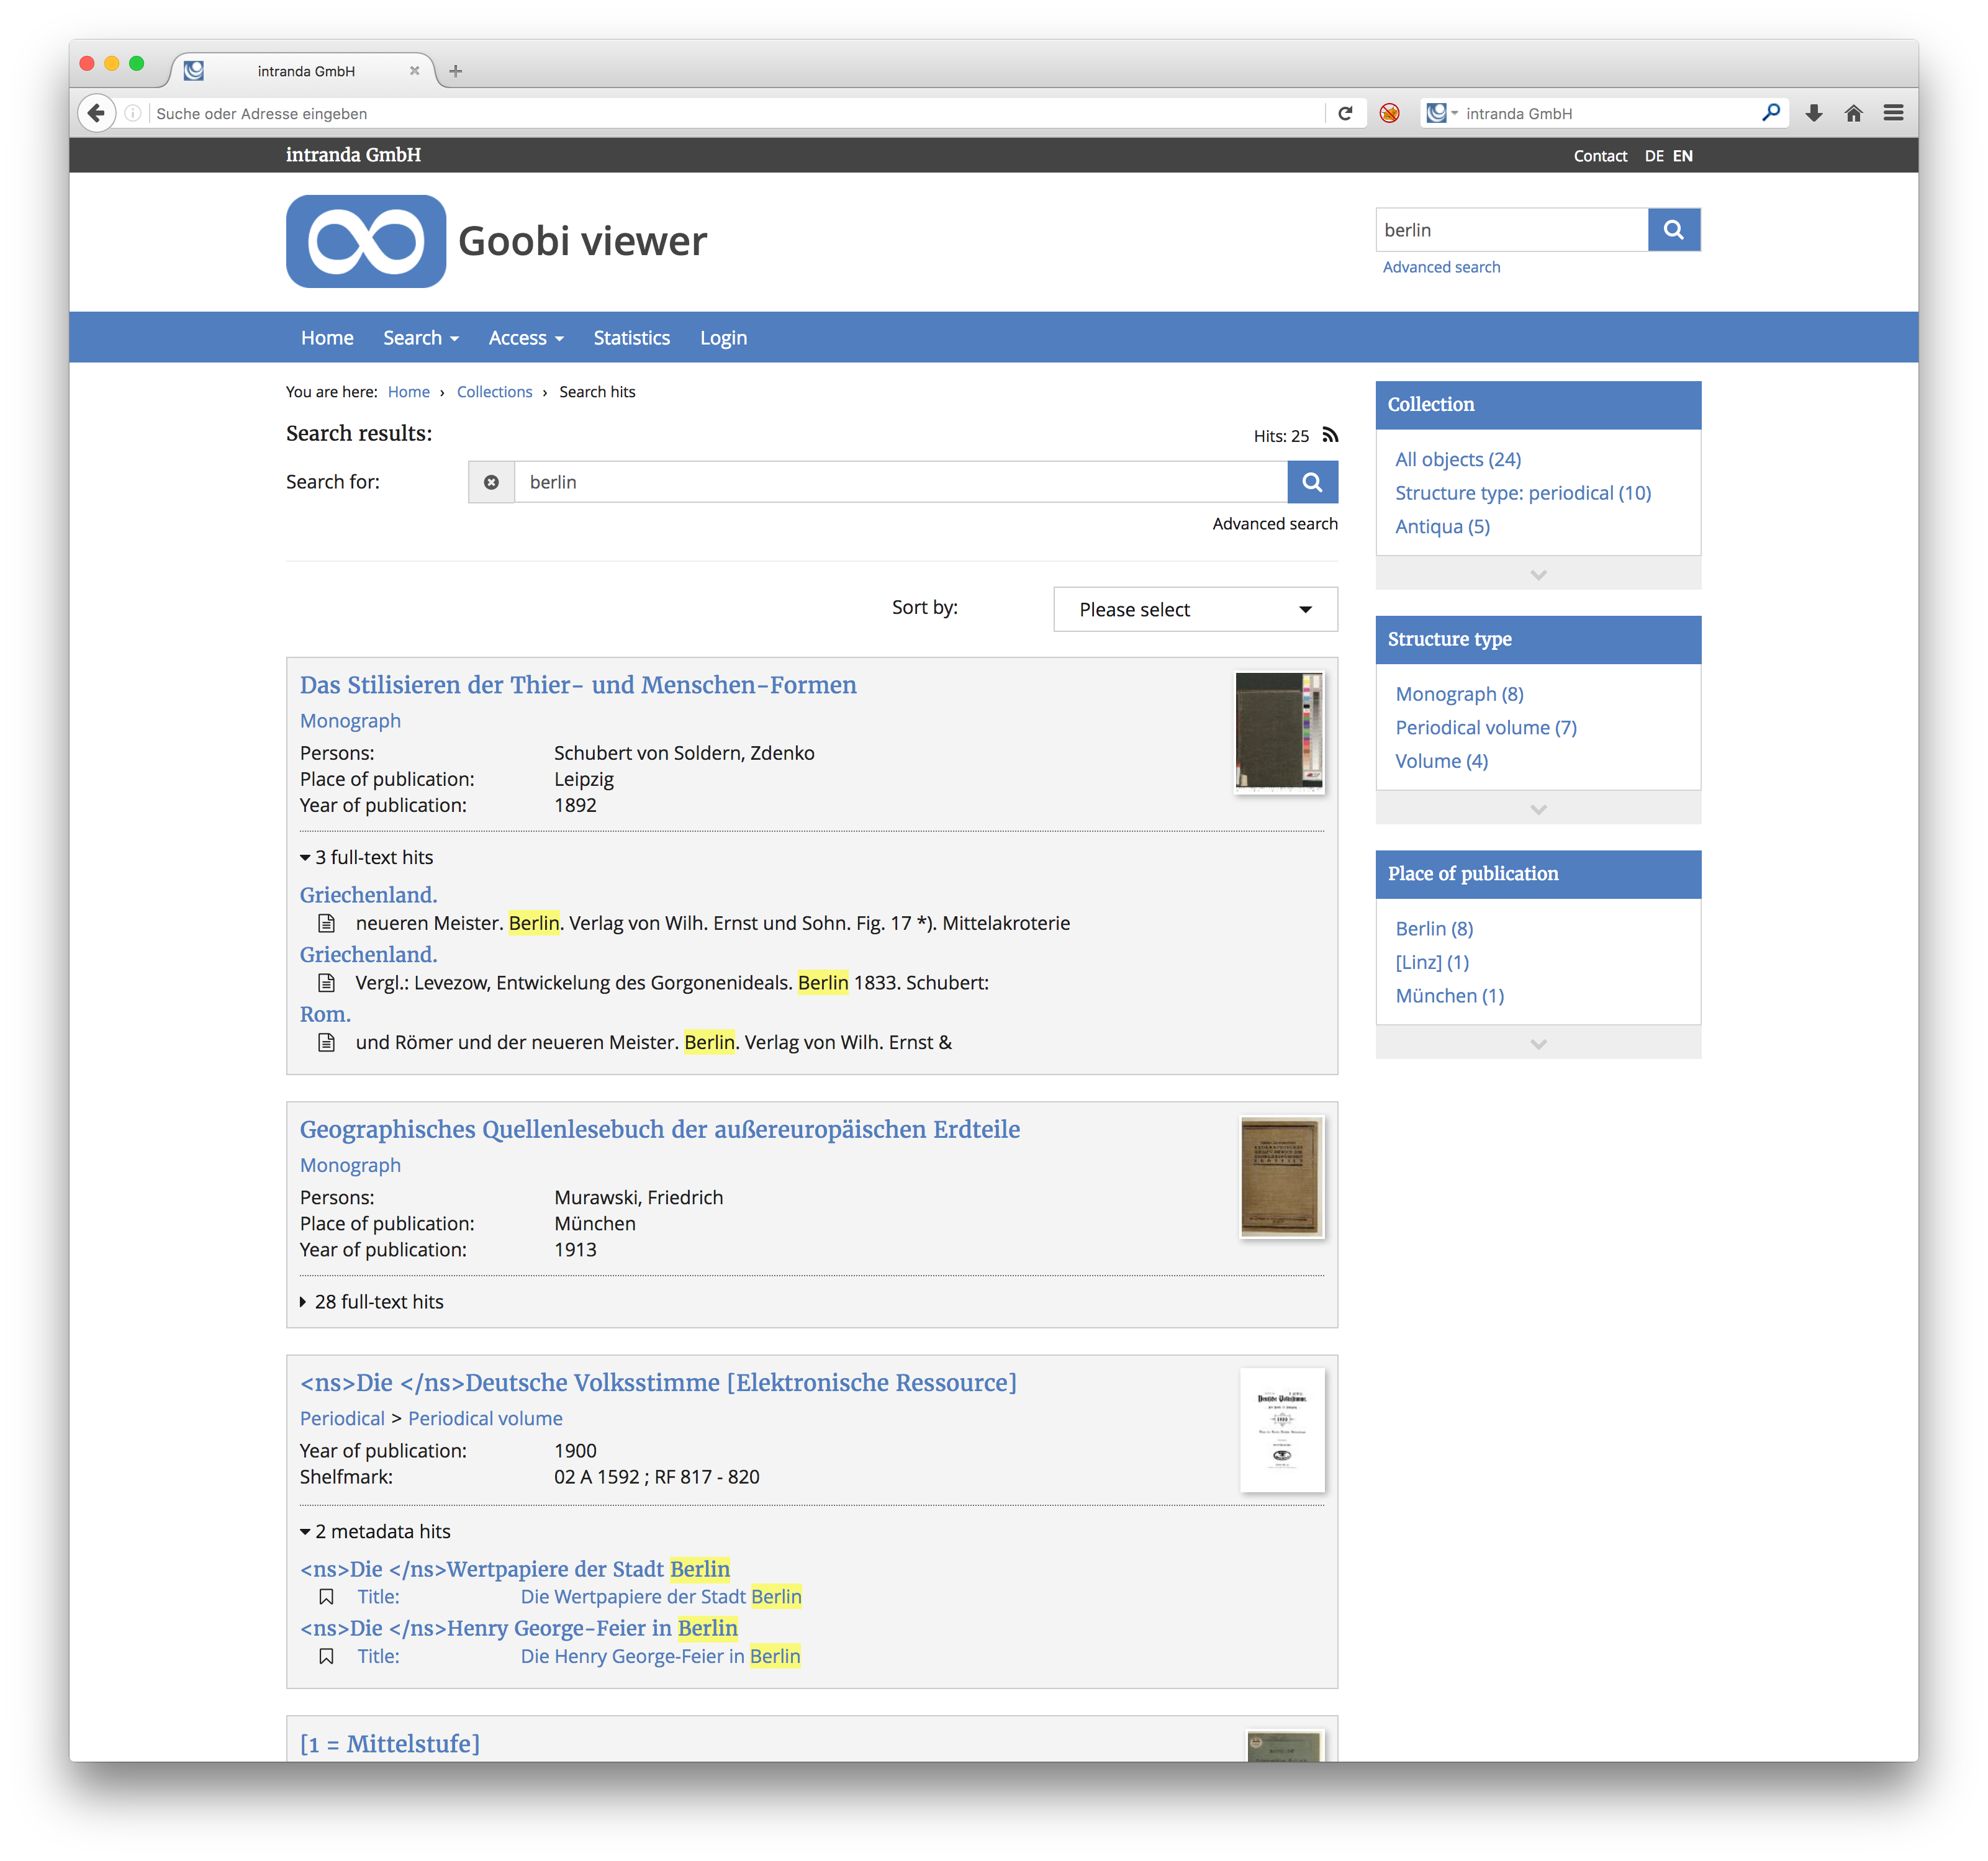 intranda GmbH
Suche oder Adresse eingeben
intranda GmbH
intranda GmbH
Contact DE EN
Goobi viewer
berlin
Advanced search
Home Search Access Statistics Login
You are here: Home › Collections › Search hits
Search results:
Hits: 25
Search for:
berlin
Advanced search
Sort by:
Please select
Das Stilisieren der Thier- und Menschen-Formen
Monograph
Persons: Schubert von Soldern, Zdenko
Place of publication: Leipzig
Year of publication: 1892
3 full-text hits
Griechenland.
neueren Meister. Berlin. Verlag von Wilh. Ernst und Sohn. Fig. 17 *). Mittelakroterie
Griechenland.
Vergl.: Levezow, Entwickelung des Gorgonenideals. Berlin 1833. Schubert:
Rom.
und Römer und der neueren Meister. Berlin. Verlag von Wilh. Ernst &
Geographisches Quellenlesebuch der außereuropäischen Erdteile
Monograph
Persons: Murawski, Friedrich
Place of publication: München
Year of publication: 1913
28 full-text hits
<ns>Die </ns>Deutsche Volksstimme [Elektronische Ressource]
Periodical > Periodical volume
Year of publication: 1900
Shelfmark: 02 A 1592 ; RF 817 - 820
Deutsche Volksstimme.
1900
2 metadata hits
<ns>Die </ns>Wertpapiere der Stadt Berlin
Title: Die Wertpapiere der Stadt Berlin
<ns>Die </ns>Henry George-Feier in Berlin
Title: Die Henry George-Feier in Berlin
[1 = Mittelstufe]
Collection
All objects (24)
Structure type: periodical (10)
Antiqua (5)
Structure type
Monograph (8)
Periodical volume (7)
Volume (4)
Place of publication
Berlin (8)
[Linz] (1)
München (1)